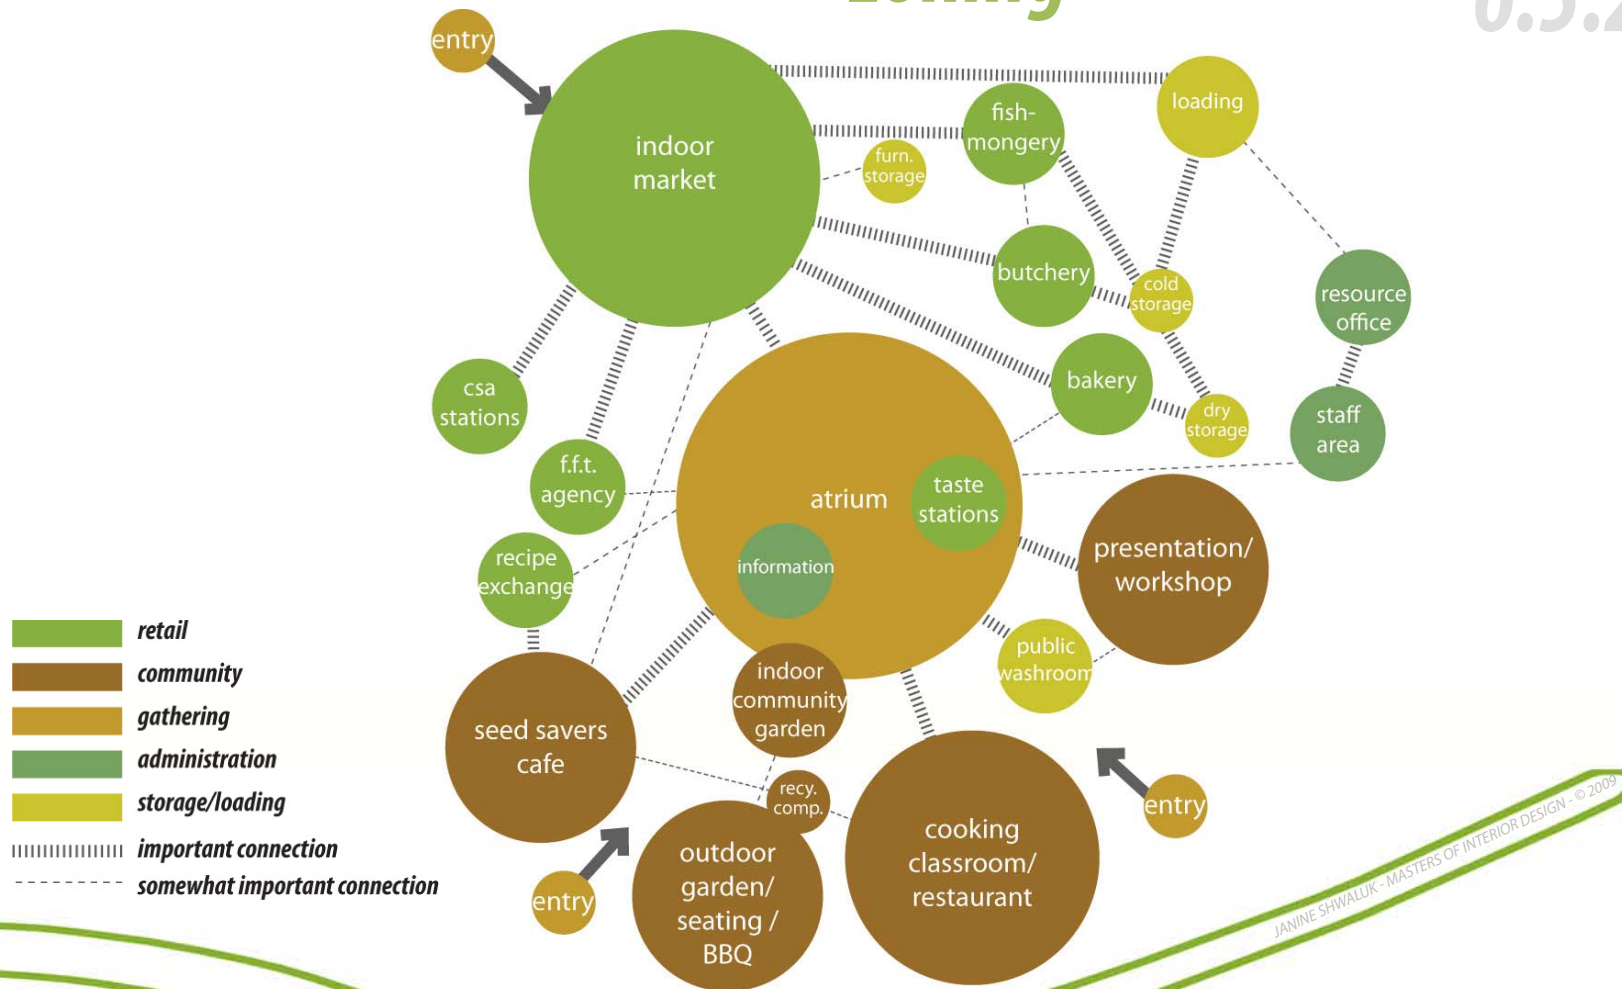 zoning
entry
indoor
market
loading
fish-
mongery
furn.
storage
butchery
cold
storage
resource
office
csa
stations
bakery
dry
storage
staff
area
f.f.t.
agency
atrium
taste
stations
recipe
exchange
information
presentation/
workshop
public
washroom
indoor
community
garden
seed savers
cafe
recy.
comp.
entry
entry
outdoor
garden/
seating /
BBQ
cooking
classroom/
restaurant
retail
community
gathering
administration
storage/loading
important connection
somewhat important connection
JANINE SHWALUK - MASTERS OF INTERIOR DESIGN - © 2009